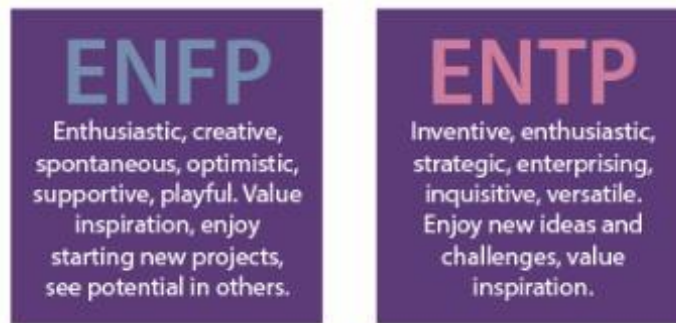 ENFP
Enthusiastic, creative,
spontaneous, optimistic,
supportive, playful. Value
inspiration, enjoy
starting new projects,
see potential in others.
ENTP
Inventive, enthusiastic,
strategic, enterprising,
inquisitive, versatile.
Enjoy new ideas and
challenges, value
inspiration.